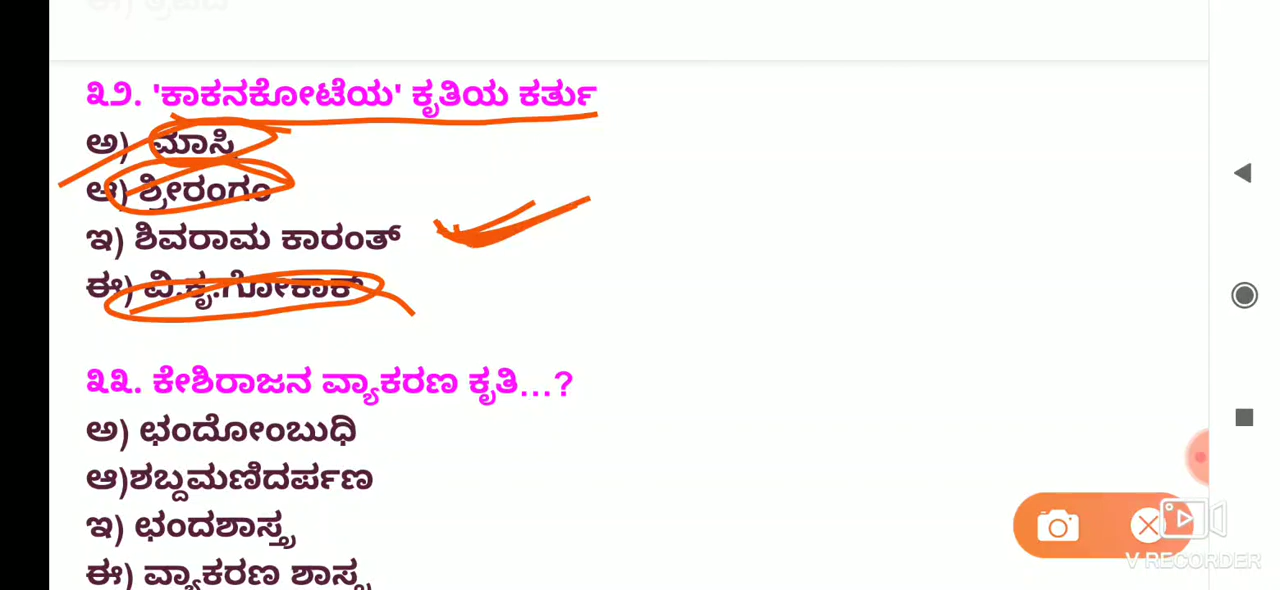 ೩೨. 'ಕಾಕನಕೋಟೆಯ' ಕೃತಿಯ ಕರ್ತು
ಅ) ಮಾಸಿ
ಆ) ಶ್ರೀರಂಗಂ
ಇ) ಶಿವರಾಮ ಕಾರಂತ್
ಈ) ವಿ.ಕೃ.ಗೋಕಾಕ್
೩೩. ಕೇಶಿರಾಜನ ವ್ಯಾಕರಣ ಕೃತಿ...?
ಅ) ಛಂದೋಂಬುಧಿ
ಆ)ಶಬ್ದಮಣಿದರ್ಪಣ
ಇ) ಛಂದಶಾಸ್ತ್ರ
ಈ) ವ್ಯಾಕರಣ ಶಾಸ್ತ್ರ
V RECORDER